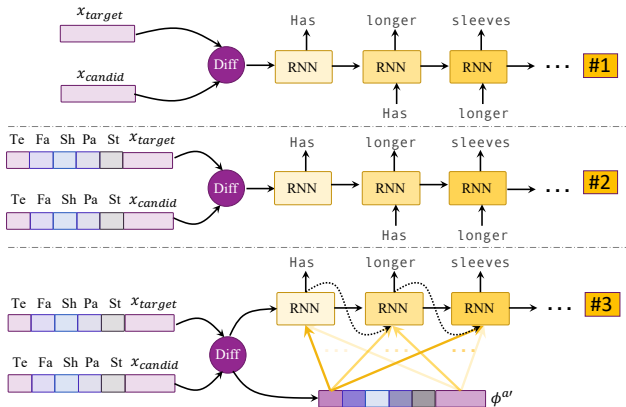 x_target
Has longer sleeves
Diff RNN RNN RNN ... #1
x_candid
Has longer
Te Fa Sh Pa St x_target
Has longer sleeves
Diff RNN RNN RNN ... #2
Te Fa Sh Pa St x_candid
Has longer
Has longer sleeves
Te Fa Sh Pa St x_target
RNN RNN RNN ... #3
Diff
Te Fa Sh Pa St x_candid
... ... ...
ϕ^{a′}